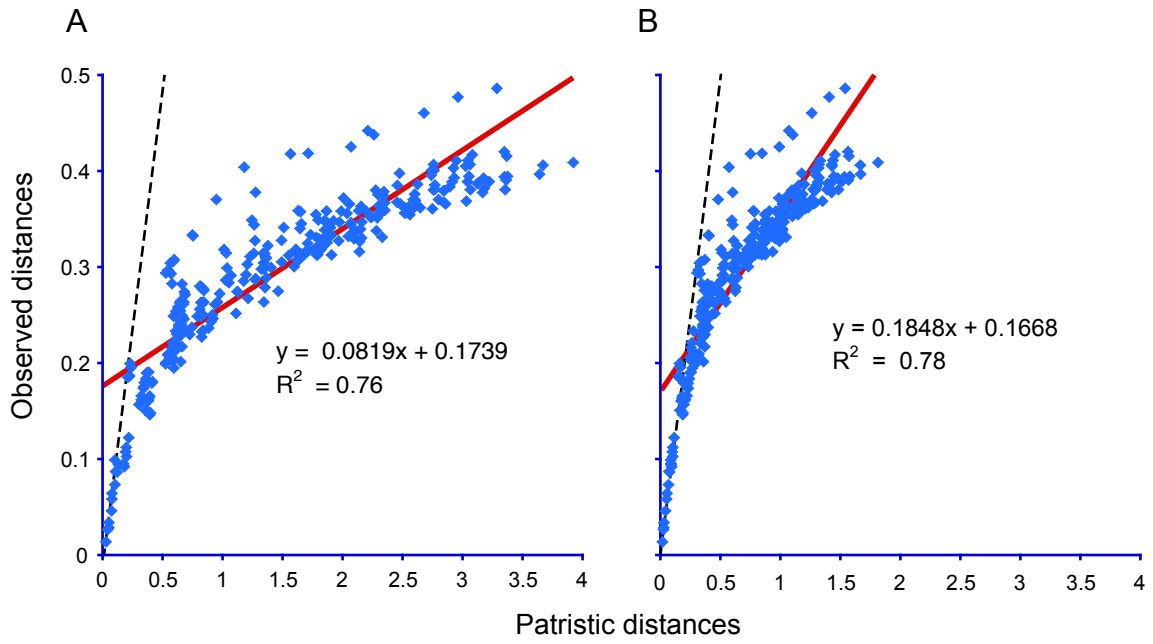 A
B
Observed distances
0.5
0.4
0.3
0.2
0.1
0
y = 0.0819x + 0.1739
R² = 0.76
y = 0.1848x + 0.1668
R² = 0.78
0 0.5 1 1.5 2 2.5 3 3.5 4
0 0.5 1 1.5 2 2.5 3 3.5 4
Patristic distances